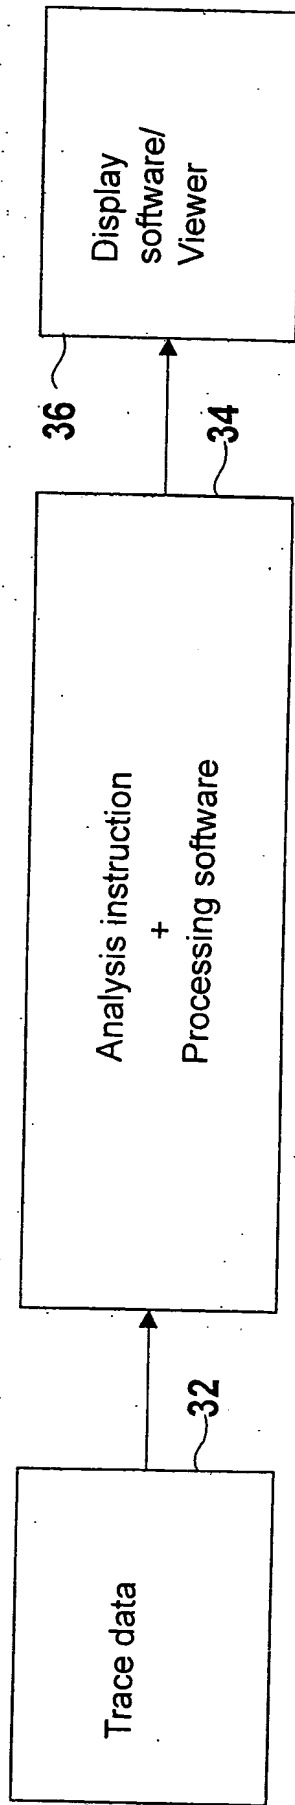 Trace data
32
Analysis instruction
+
Processing software
34
Display
software/
Viewer
36